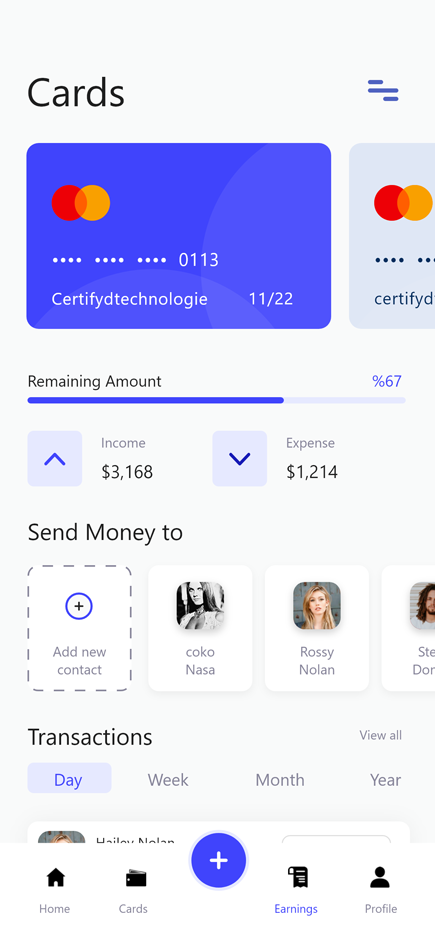 Cards
•••• •••• •••• 0113
Certifydtechnologie 11/22
certifyd
Remaining Amount %67
Income
$3,168
Expense
$1,214
Send Money to
Add new
contact
coko
Nasa
Rossy
Nolan
Ste
Dor
Transactions View all
Day Week Month Year
Hailey Nolan
Home Cards Earnings Profile